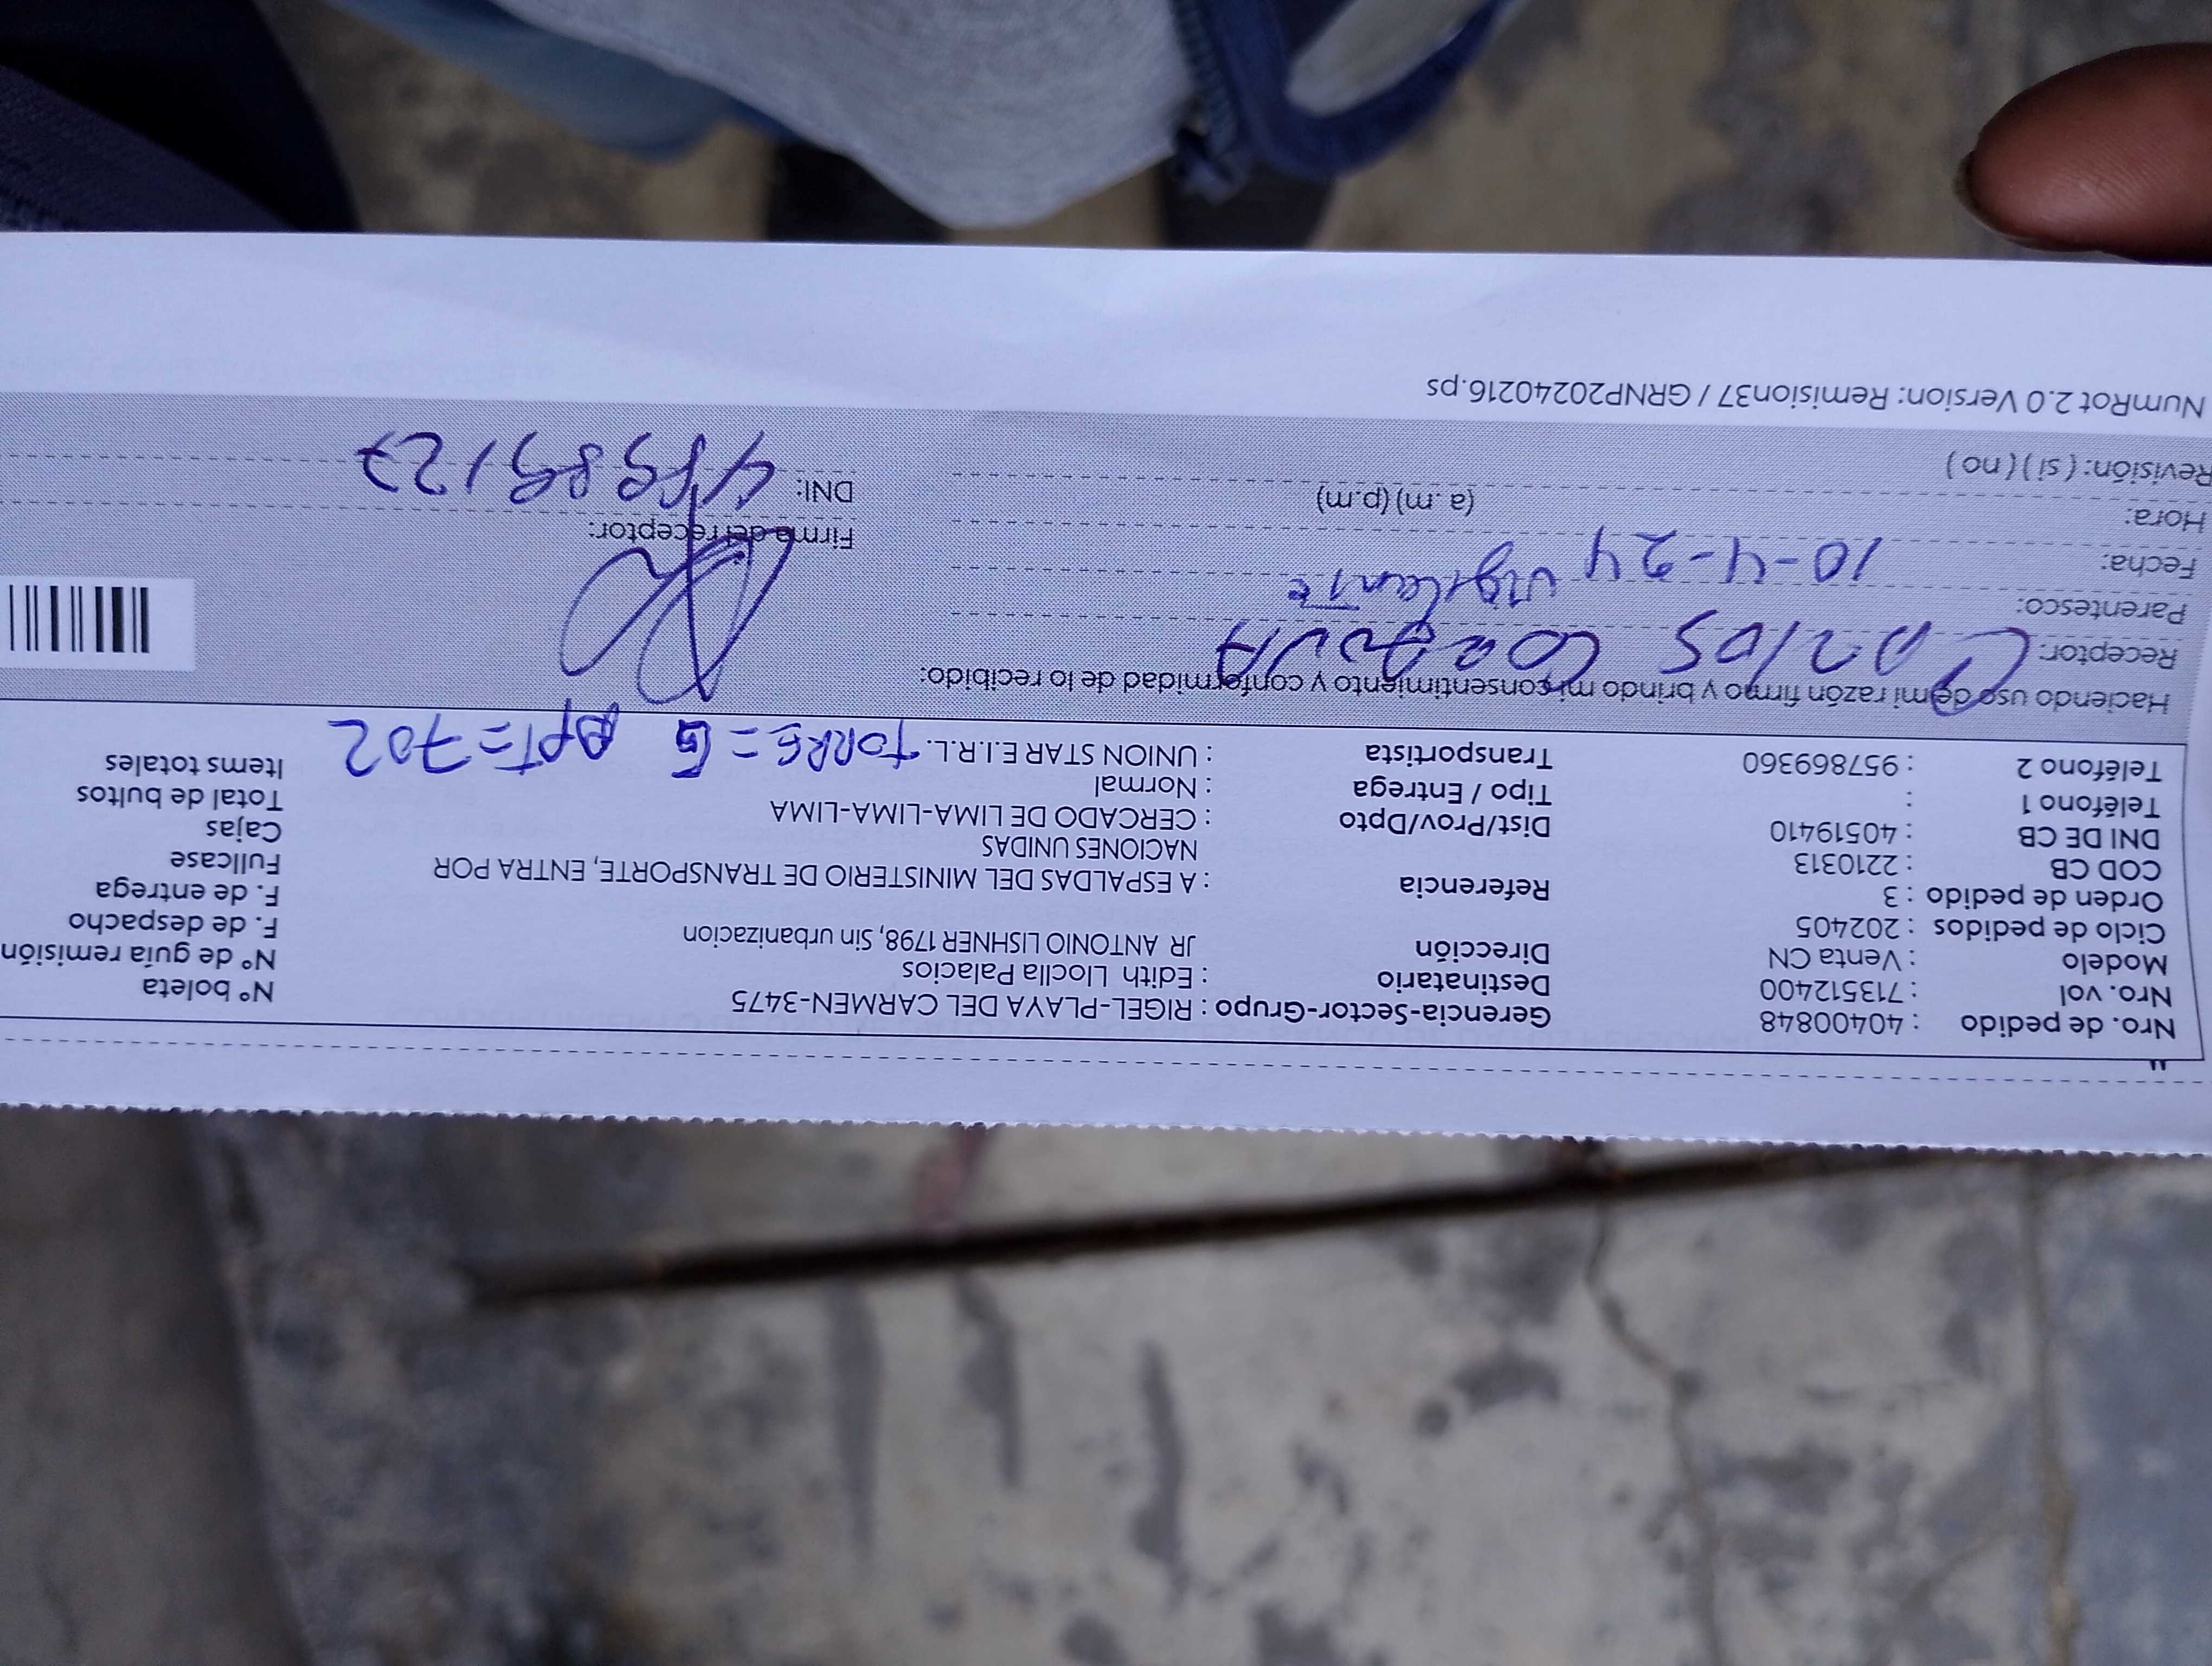 Nro. de pedido : 40400848 Gerencia-Sector-Grupo : RIGEL-PLAYA DEL CARMEN-3475 Nº boleta
Nro. vol : 713512400 Destinatario : Edith Lloclla Palacios Nº de guía remisión
Modelo : Venta CN Dirección JR ANTONIO LISHNER 1798, Sin urbanizacion F. de despacho
Ciclo de pedidos : 202405 F. de entrega
Orden de pedido : 3 Referencia : A ESPALDAS DEL MINISTERIO DE TRANSPORTE, ENTRA POR Fullcase
COD CB : 2210313 NACIONES UNIDAS Cajas
DNI DE CB : 40519410 Dist/Prov/Dpto : CERCADO DE LIMA-LIMA-LIMA Total de bultos
Teléfono 1 : Tipo / Entrega : Normal Items totales
Teléfono 2 : 957869360 Transportista : UNION STAR E.I.R.L. TORRE = G APT = 702
Haciendo uso de mi razón firmo y brindo mi consentimiento y conformidad de lo recibido:
Receptor: Carlos CORDOVA
Parentesco: vigilante
Fecha: 10-4-24 Firma del receptor:
Hora: (a. m) (p.m) DNI:
Revisión: ( si ) ( no )
NumRot 2.0 Version: Remision37 / GRNP20240216.ps